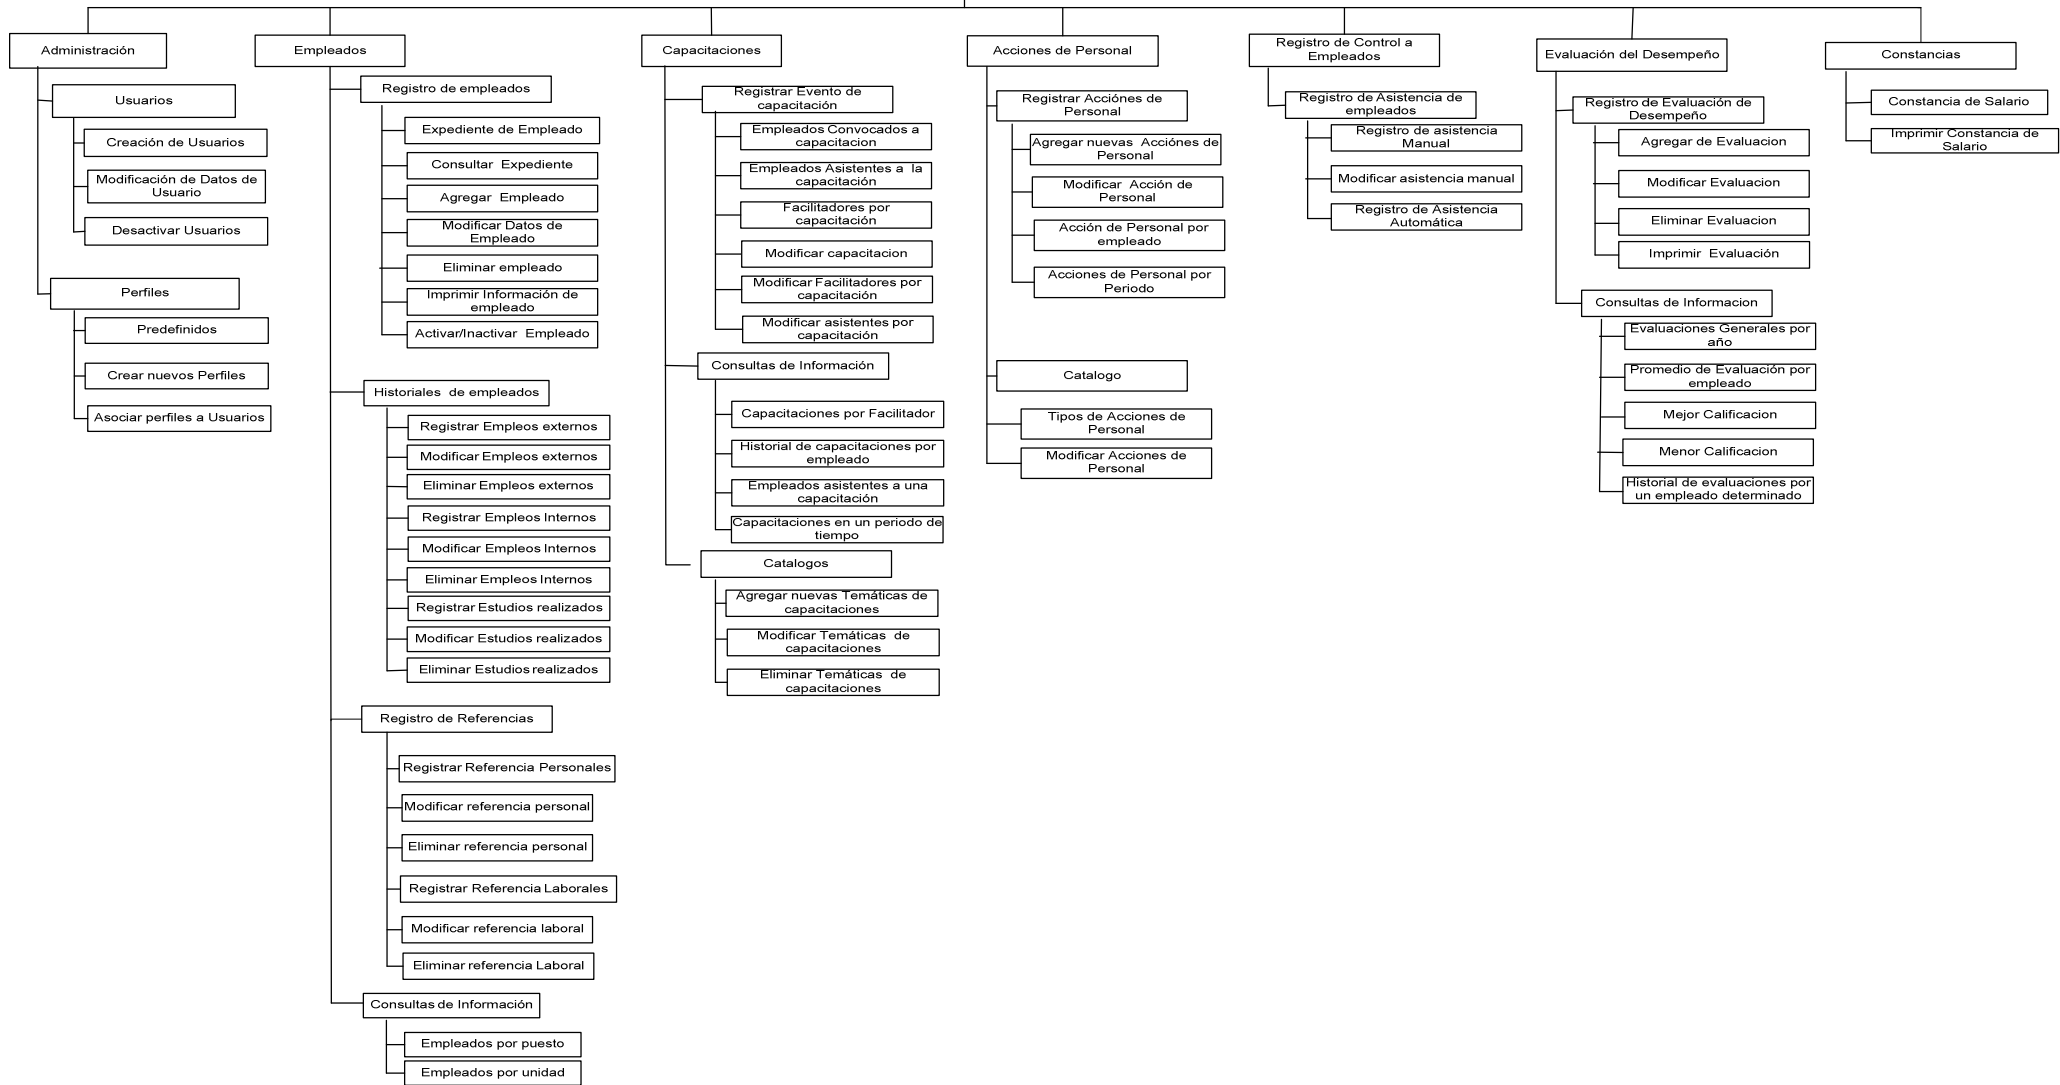 Administración
Usuarios
Creación de Usuarios
Modificación de Datos de
Usuario
Desactivar Usuarios
Perfiles
Predefinidos
Crear nuevos Perfiles
Asociar perfiles a Usuarios
Empleados
Registro de empleados
Expediente de Empleado
Consultar Expediente
Agregar Empleado
Modificar Datos de
Empleado
Eliminar empleado
Imprimir Información de
empleado
Activar/Inactivar Empleado
Historiales de empleados
Registrar Empleos externos
Modificar Empleos externos
Eliminar Empleos externos
Registrar Empleos Internos
Modificar Empleos Internos
Eliminar Empleos Internos
Registrar Estudios realizados
Modificar Estudios realizados
Eliminar Estudios realizados
Registro de Referencias
Registrar Referencia Personales
Modificar referencia personal
Eliminar referencia personal
Registrar Referencia Laborales
Modificar referencia laboral
Eliminar referencia Laboral
Consultas de Información
Empleados por puesto
Empleados por unidad
Capacitaciones
Registrar Evento de
capacitación
Empleados Convocados a
capacitacion
Empleados Asistentes a la
capacitación
Facilitadores por
capacitación
Modificar capacitacion
Modificar Facilitadores por
capacitación
Modificar asistentes por
capacitación
Consultas de Información
Capacitaciones por Facilitador
Historial de capacitaciones por
empleado
Empleados asistentes a una
capacitación
Capacitaciones en un periodo de
tiempo
Catalogos
Agregar nuevas Temáticas de
capacitaciones
Modificar Temáticas de
capacitaciones
Eliminar Temáticas de
capacitaciones
Acciones de Personal
Registrar Acciónes de
Personal
Agregar nuevas Acciónes de
Personal
Modificar Acción de
Personal
Acción de Personal por
empleado
Acciones de Personal por
Periodo
Catalogo
Tipos de Acciones de
Personal
Modificar Acciones de
Personal
Registro de Control a
Empleados
Registro de Asistencia de
empleados
Registro de asistencia
Manual
Modificar asistencia manual
Registro de Asistencia
Automática
Evaluación del Desempeño
Registro de Evaluación de
Desempeño
Agregar de Evaluacion
Modificar Evaluacion
Eliminar Evaluacion
Imprimir Evaluación
Consultas de Informacion
Evaluaciones Generales por
año
Promedio de Evaluación por
empleado
Mejor Calificacion
Menor Calificacion
Historial de evaluaciones por
un empleado determinado
Constancias
Constancia de Salario
Imprimir Constancia de
Salario